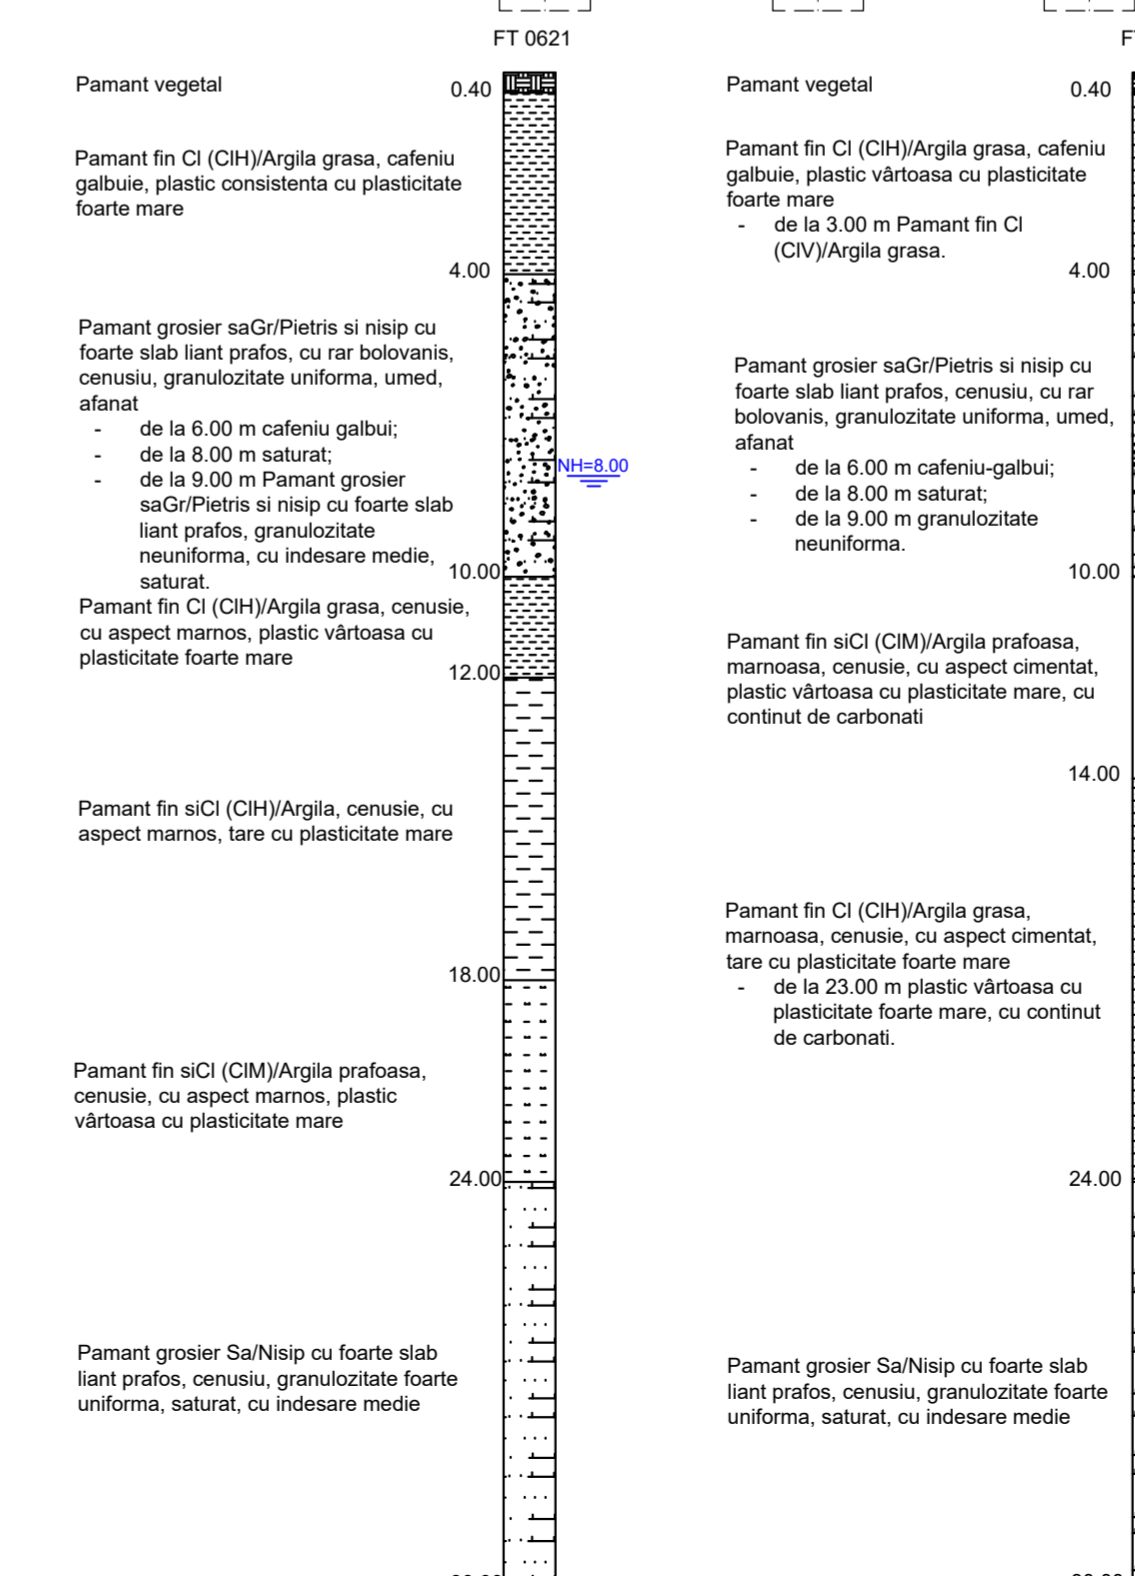 FT 0621
Pamant vegetal
0.40
Pamant fin Cl (ClH)/Argila grasa, cafeniu
galbuie, plastic consistenta cu plasticitate
foarte mare
4.00
Pamant grosier saGr/Pietris si nisip cu
foarte slab liant prafos, cu rar bolovanis,
cenusiu, granulozitate uniforma, umed,
afanat
- de la 6.00 m cafeniu galbui;
- de la 8.00 m saturat;
- de la 9.00 m Pamant grosier
saGr/Pietris si nisip cu foarte slab
liant prafos, granulozitate
neuniforma, cu indesare medie,
saturat.
NH=8.00
10.00
Pamant fin Cl (ClH)/Argila grasa, cenusie,
cu aspect marnos, plastic vârtoasa cu
plasticitate foarte mare
12.00
Pamant fin siCl (ClH)/Argila, cenusie, cu
aspect marnos, tare cu plasticitate mare
18.00
Pamant fin siCl (ClM)/Argila prafoasa,
cenusie, cu aspect marnos, plastic
vârtoasa cu plasticitate mare
24.00
Pamant grosier Sa/Nisip cu foarte slab
liant prafos, cenusiu, granulozitate foarte
uniforma, saturat, cu indesare medie
Pamant vegetal
0.40
Pamant fin Cl (ClH)/Argila grasa, cafeniu
galbuie, plastic vârtoasa cu plasticitate
foarte mare
- de la 3.00 m Pamant fin Cl
(ClV)/Argila grasa.
4.00
Pamant grosier saGr/Pietris si nisip cu
foarte slab liant prafos, cenusiu, cu rar
bolovanis, granulozitate uniforma, umed,
afanat
- de la 6.00 m cafeniu-galbui;
- de la 8.00 m saturat;
- de la 9.00 m granulozitate
neuniforma.
10.00
Pamant fin siCl (ClM)/Argila prafoasa,
marnoasa, cenusie, cu aspect cimentat,
plastic vârtoasa cu plasticitate mare, cu
continut de carbonati
14.00
Pamant fin Cl (ClH)/Argila grasa,
marnoasa, cenusie, cu aspect cimentat,
tare cu plasticitate foarte mare
- de la 23.00 m plastic vârtoasa cu
plasticitate foarte mare, cu continut
de carbonati.
24.00
Pamant grosier Sa/Nisip cu foarte slab
liant prafos, cenusiu, granulozitate foarte
uniforma, saturat, cu indesare medie